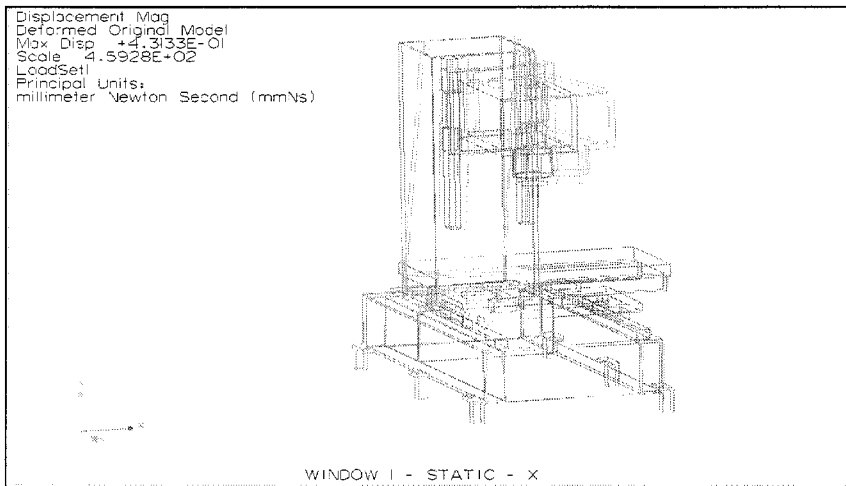 Displacement Mag
Deformed Original Model
Max Disp +4.3133E-01
Scale 4.5928E+02
LoadSet1
Principal Units:
millimeter Newton Second (mmNs)
X
WINDOW 1 - STATIC - X